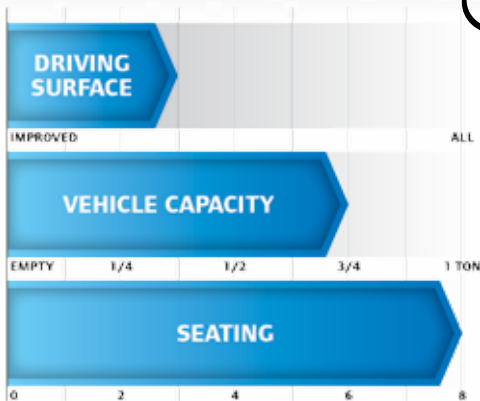 DRIVING
SURFACE
IMPROVED ALL
VEHICLE CAPACITY
EMPTY 1/4 1/2 3/4 1 TON
SEATING
0 2 4 6 8